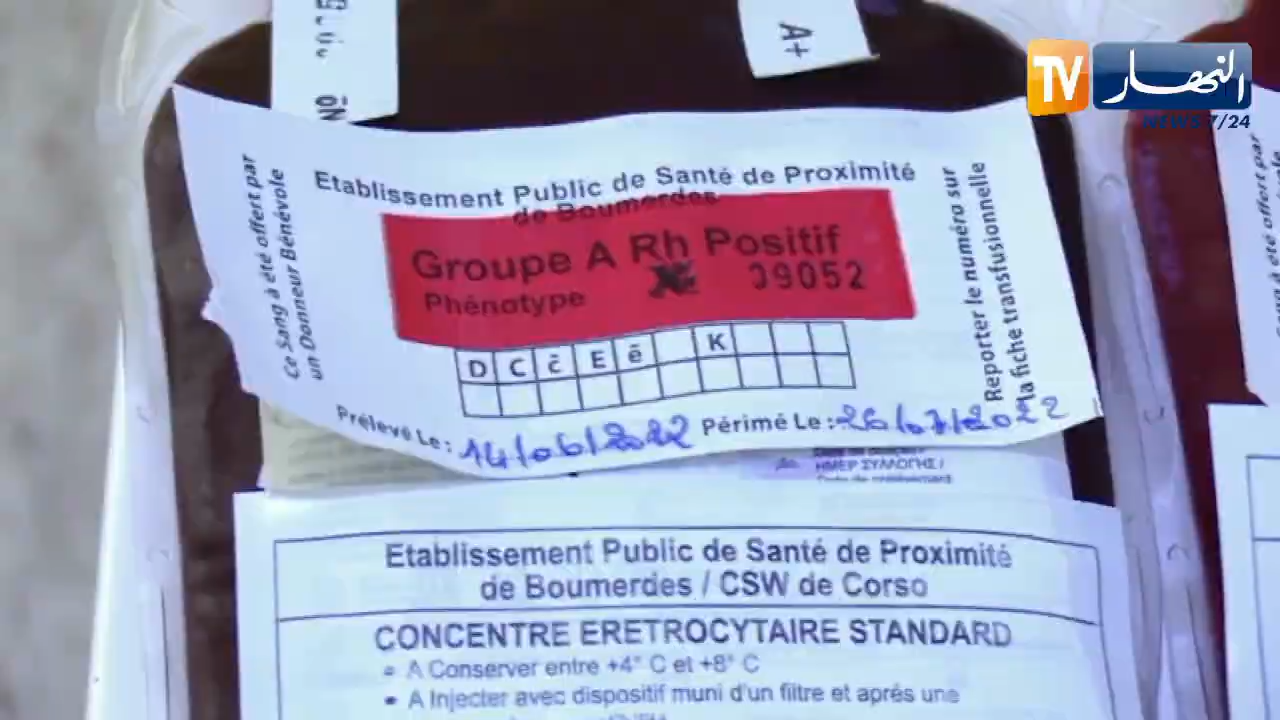 A+
TV النهار
NEWS 7/24
Ce Sang à été offert par
un Donneur Bénévole
Etablissement Public de Santé de Proximité
de Boumerdes
Groupe A Rh Positif
Phénotype 39052
D C c̄ E ē K
Prélevé Le: 14/06/2022 Périmé Le: 26/07/2022
Reporter le numéro sur
la fiche transfusionnelle
ΗΜΕΡ ΣΥΛΛΟΓΗΣ /
Etablissement Public de Santé de Proximité
de Boumerdes / CSW de Corso
CONCENTRE ERETROCYTAIRE STANDARD
• A Conserver entre +4° C et +8° C
• A Injecter avec dispositif muni d'un filtre et aprés une